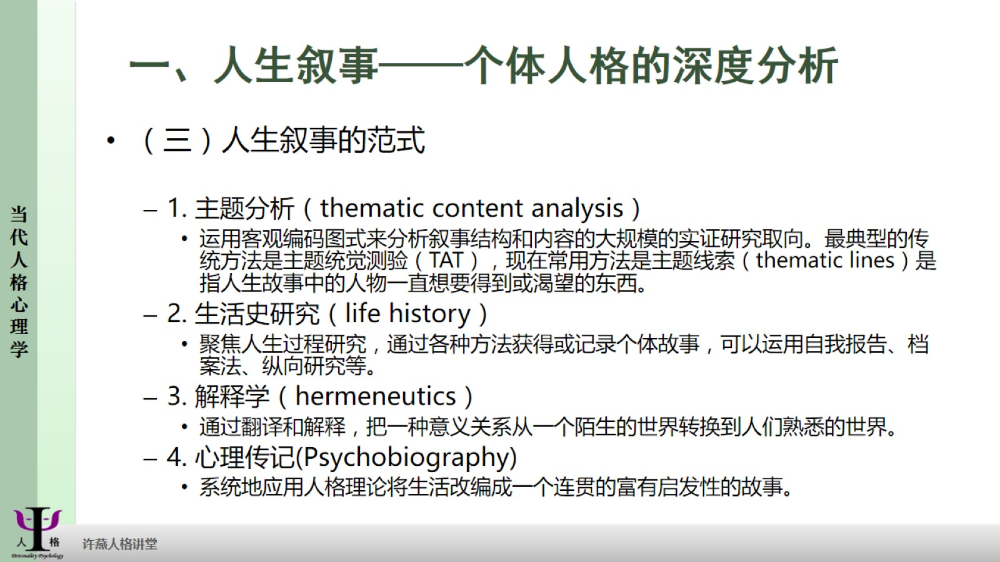 一、人生叙事——个体人格的深度分析
• （三）人生叙事的范式
– 1. 主题分析（thematic content analysis）
• 运用客观编码图式来分析叙事结构和内容的大规模的实证研究取向。最典型的传
统方法是主题统觉测验（TAT），现在常用方法是主题线索（thematic lines）是
指人生故事中的人物一直想要得到或渴望的东西。
– 2. 生活史研究（life history）
• 聚焦人生过程研究，通过各种方法获得或记录个体故事，可以运用自我报告、档
案法、纵向研究等。
– 3. 解释学（hermeneutics）
• 通过翻译和解释，把一种意义关系从一个陌生的世界转换到人们熟悉的世界。
– 4. 心理传记(Psychobiography)
• 系统地应用人格理论将生活改编成一个连贯的富有启发性的故事。
当代人格心理学
人格
Personality Psychology
许燕人格讲堂